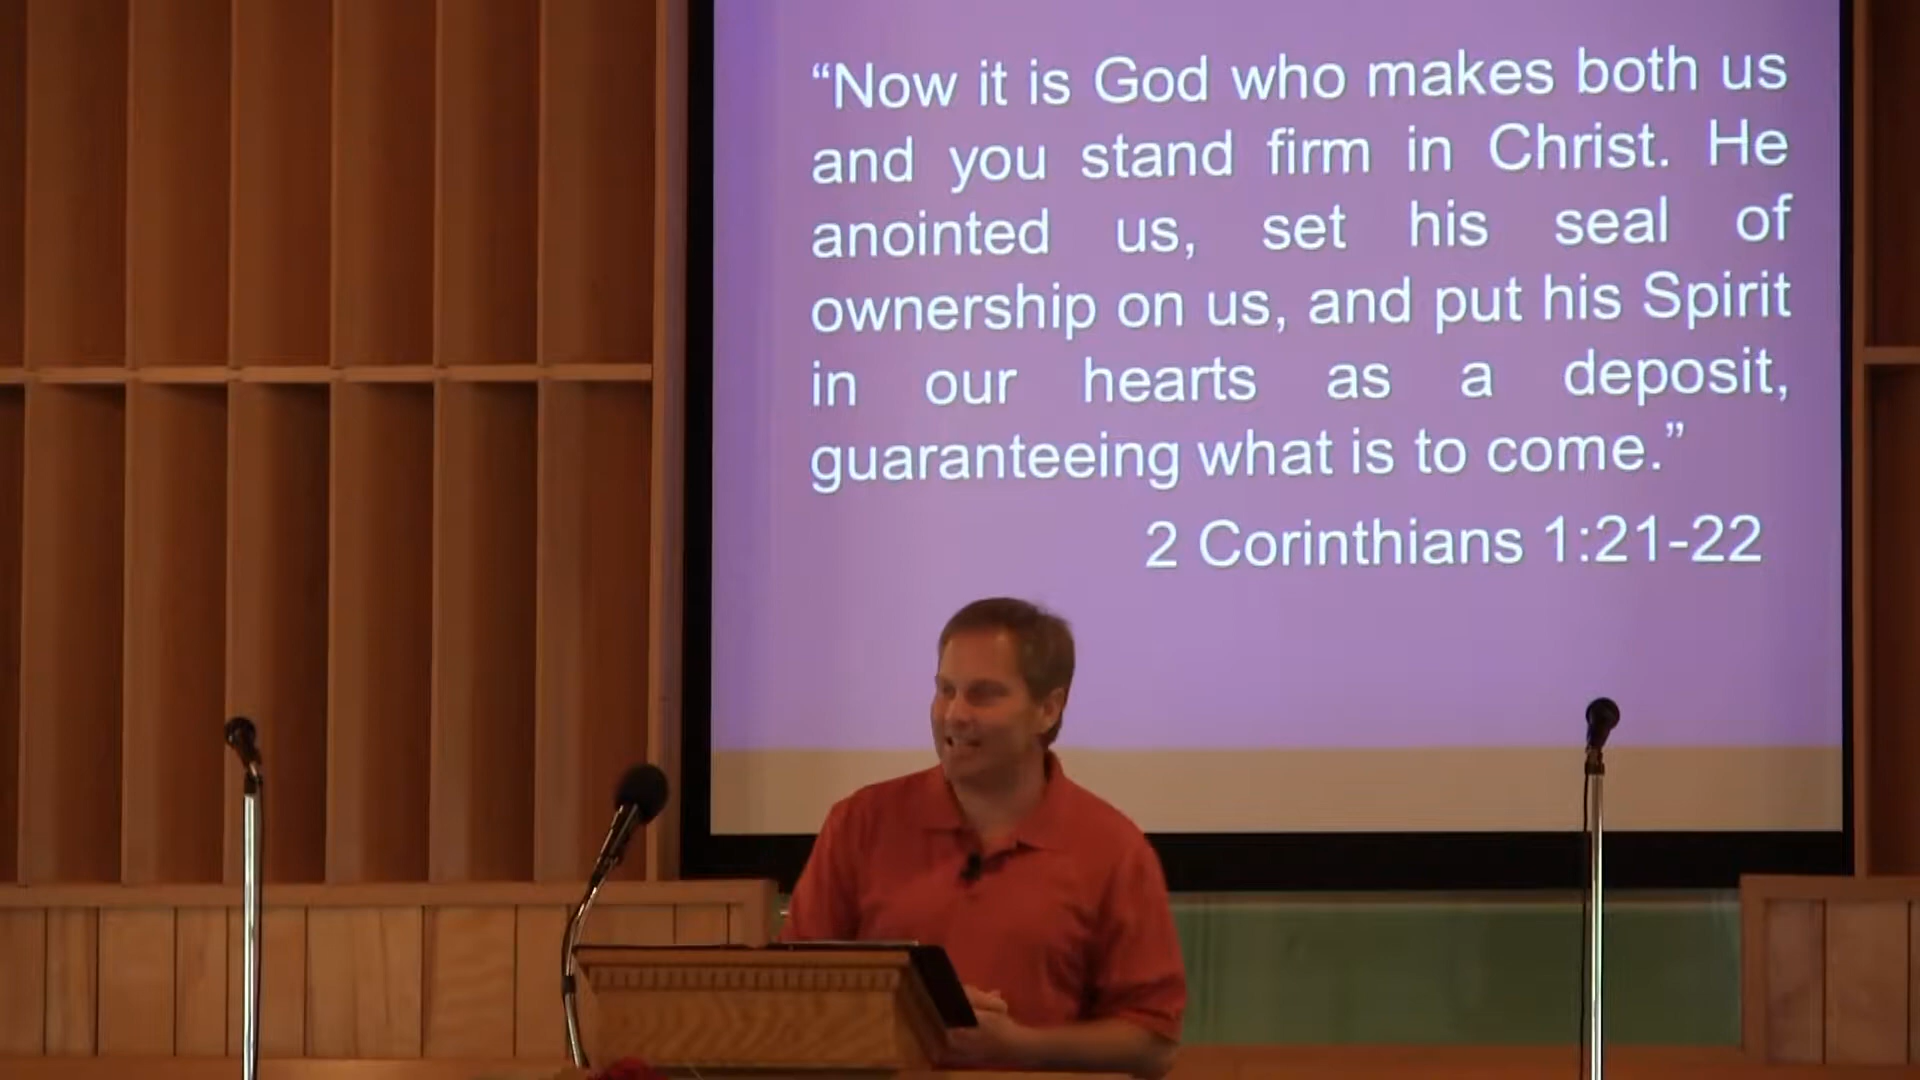 “Now it is God who makes both us
and you stand firm in Christ. He
anointed us, set his seal of
ownership on us, and put his Spirit
in our hearts as a deposit,
guaranteeing what is to come.”
2 Corinthians 1:21-22